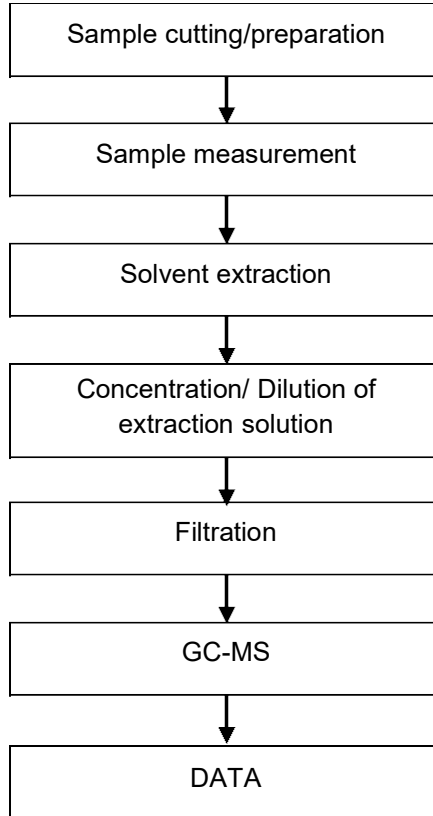 Sample cutting/preparation
Sample measurement
Solvent extraction
Concentration/ Dilution of
extraction solution
Filtration
GC-MS
DATA